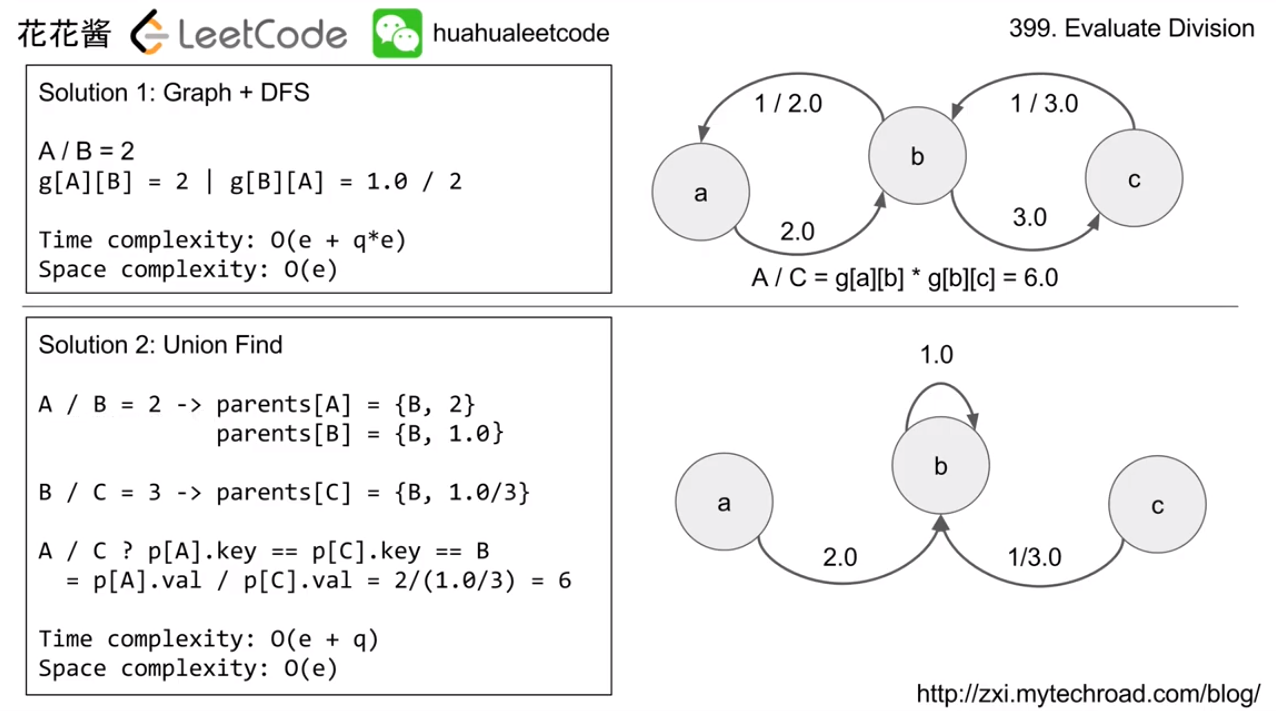 花花酱 LeetCode huahualeetcode
399. Evaluate Division
Solution 1: Graph + DFS
A / B = 2
g[A][B] = 2 | g[B][A] = 1.0 / 2
Time complexity: O(e + q*e)
Space complexity: O(e)
1 / 2.0
1 / 3.0
a
b
c
2.0
3.0
A / C = g[a][b] * g[b][c] = 6.0
Solution 2: Union Find
A / B = 2 -> parents[A] = {B, 2}
parents[B] = {B, 1.0}
B / C = 3 -> parents[C] = {B, 1.0/3}
A / C ? p[A].key == p[C].key == B
= p[A].val / p[C].val = 2/(1.0/3) = 6
Time complexity: O(e + q)
Space complexity: O(e)
1.0
b
a
c
2.0
1/3.0
http://zxi.mytechroad.com/blog/